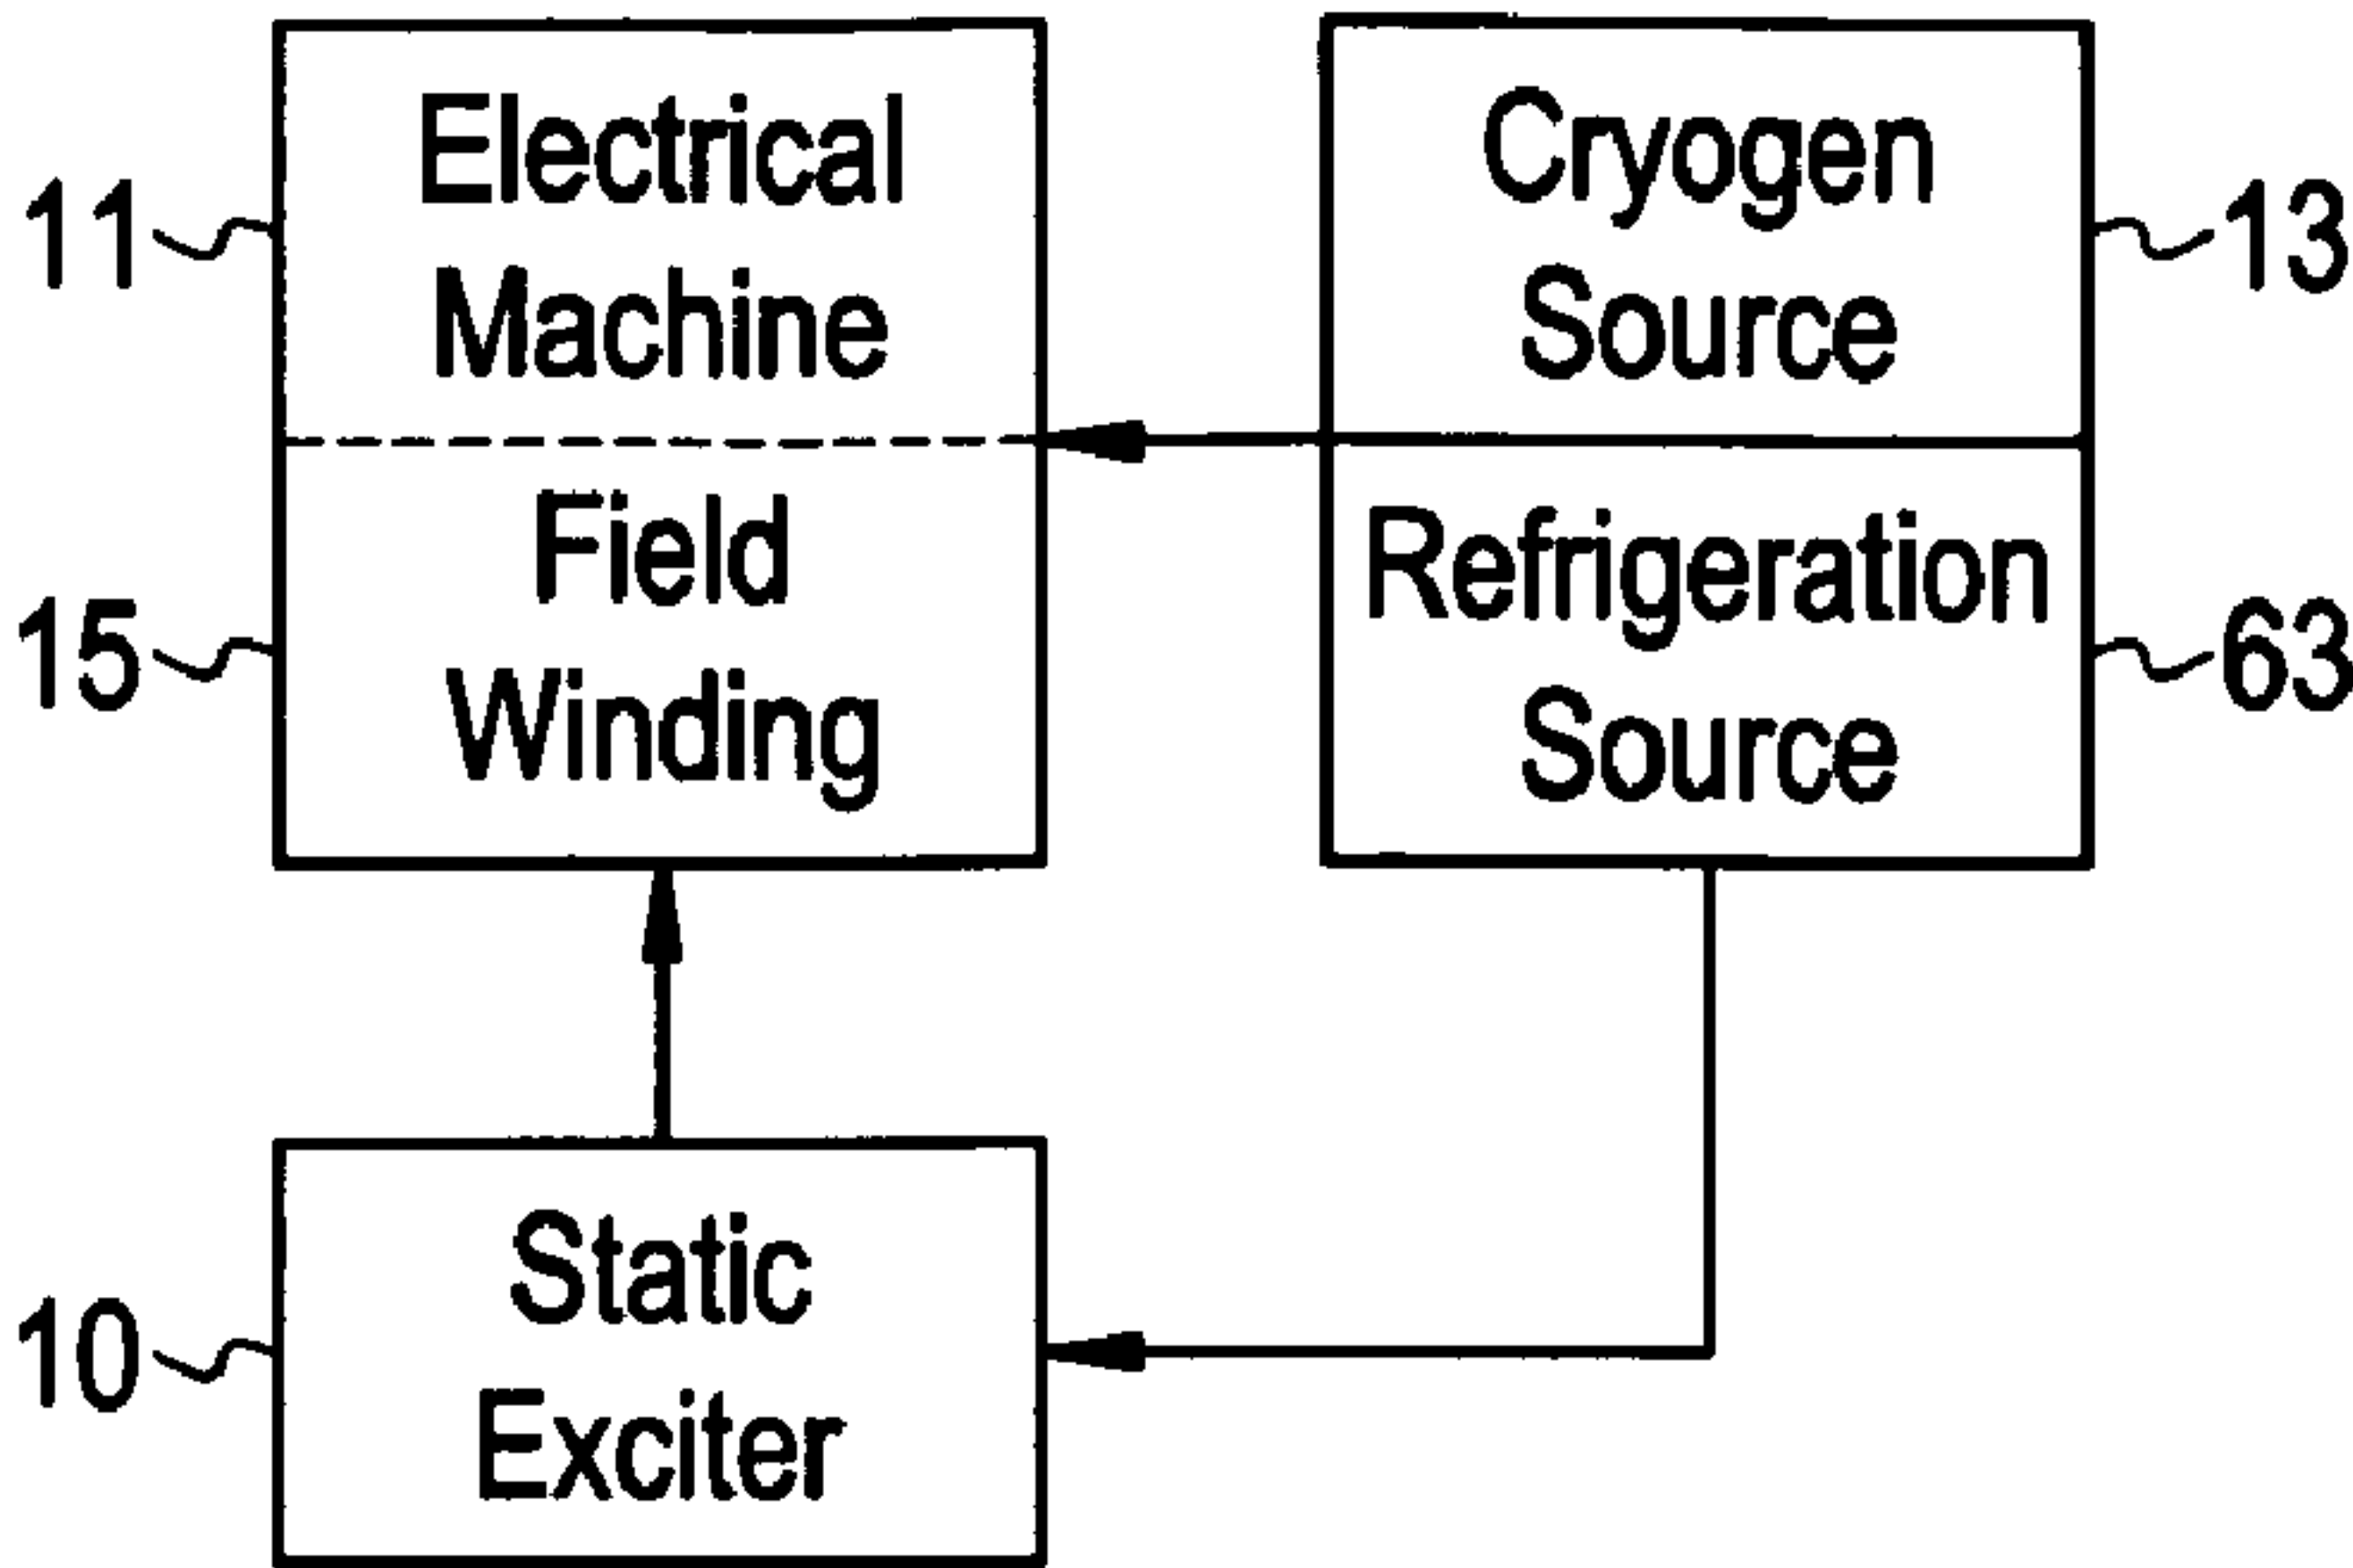 11
Electrical
Machine
Cryogen
Source
13
15
Field
Winding
Refrigeration
Source
63
10
Static
Exciter